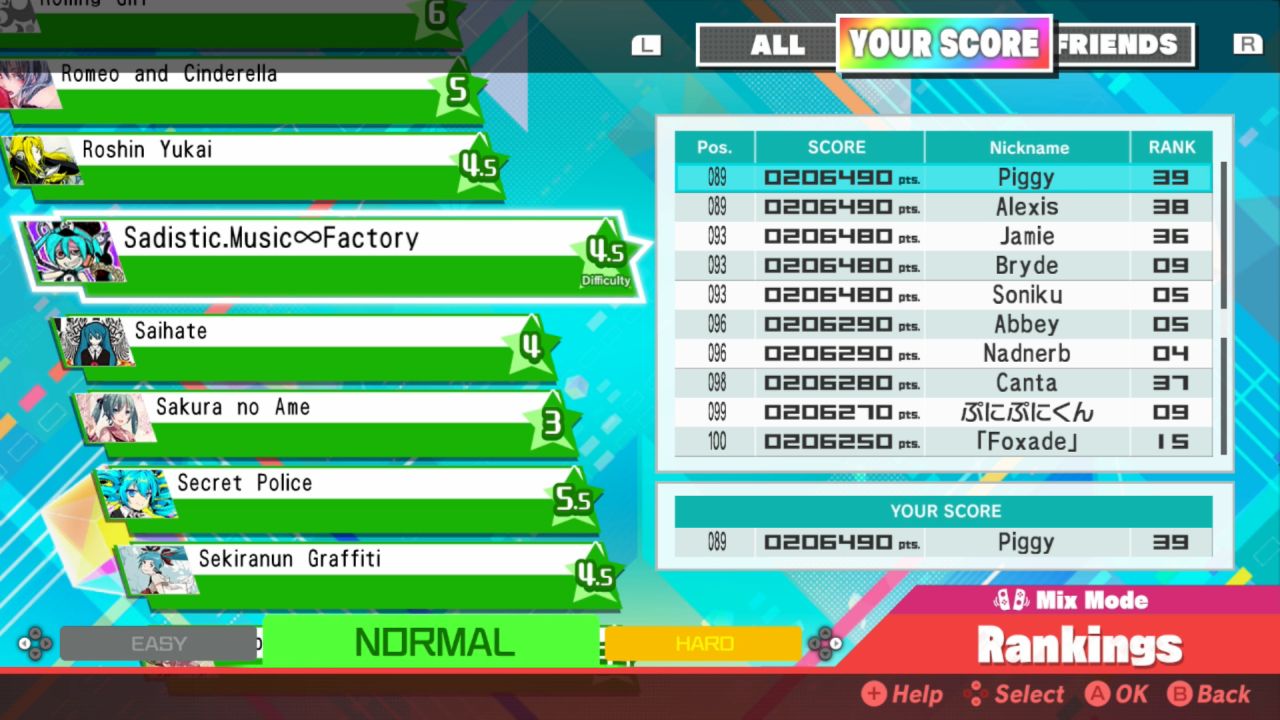 6
L
ALL
YOUR SCORE
FRIENDS
R
Romeo and Cinderella
5
Roshin Yukai
4.5
Sadistic.Music∞Factory
4.5
Difficulty
Saihate
4
Sakura no Ame
3
Secret Police
5.5
Sekiranun Graffiti
4.5
Pos. SCORE Nickname RANK
089 0206490 pts. Piggy 39
089 0206490 pts. Alexis 38
093 0206480 pts. Jamie 36
093 0206480 pts. Bryde 09
093 0206480 pts. Soniku 05
096 0206290 pts. Abbey 05
096 0206290 pts. Nadnerb 04
098 0206280 pts. Canta 37
099 0206270 pts. ぷにぷにくん 09
100 0206250 pts. 「Foxade」 15
YOUR SCORE
089 0206490 pts. Piggy 39
Mix Mode
Rankings
EASY
NORMAL
HARD
+ Help Select A OK B Back